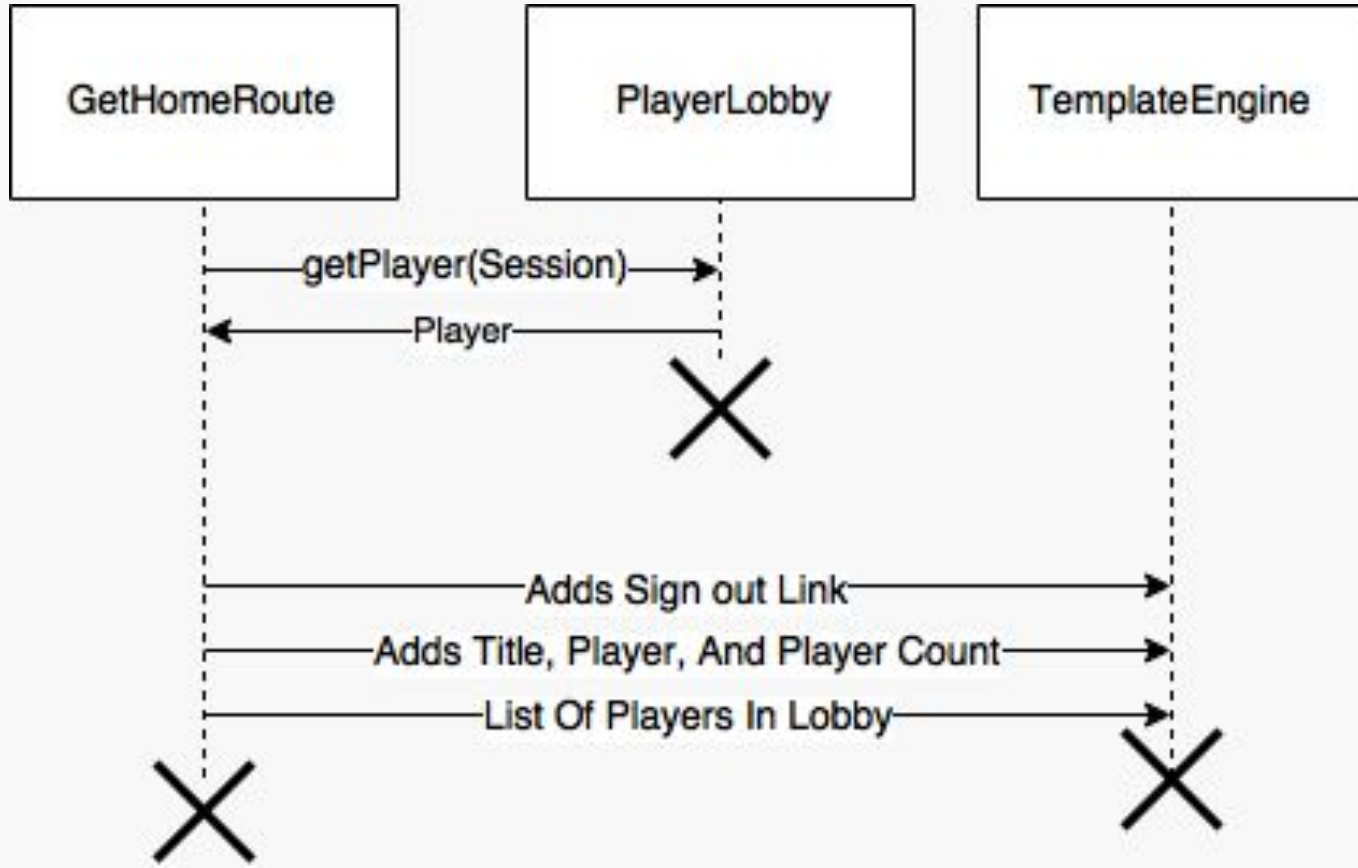 GetHomeRoute
PlayerLobby
TemplateEngine
getPlayer(Session)
Player
Adds Sign out Link
Adds Title, Player, And Player Count
List Of Players In Lobby